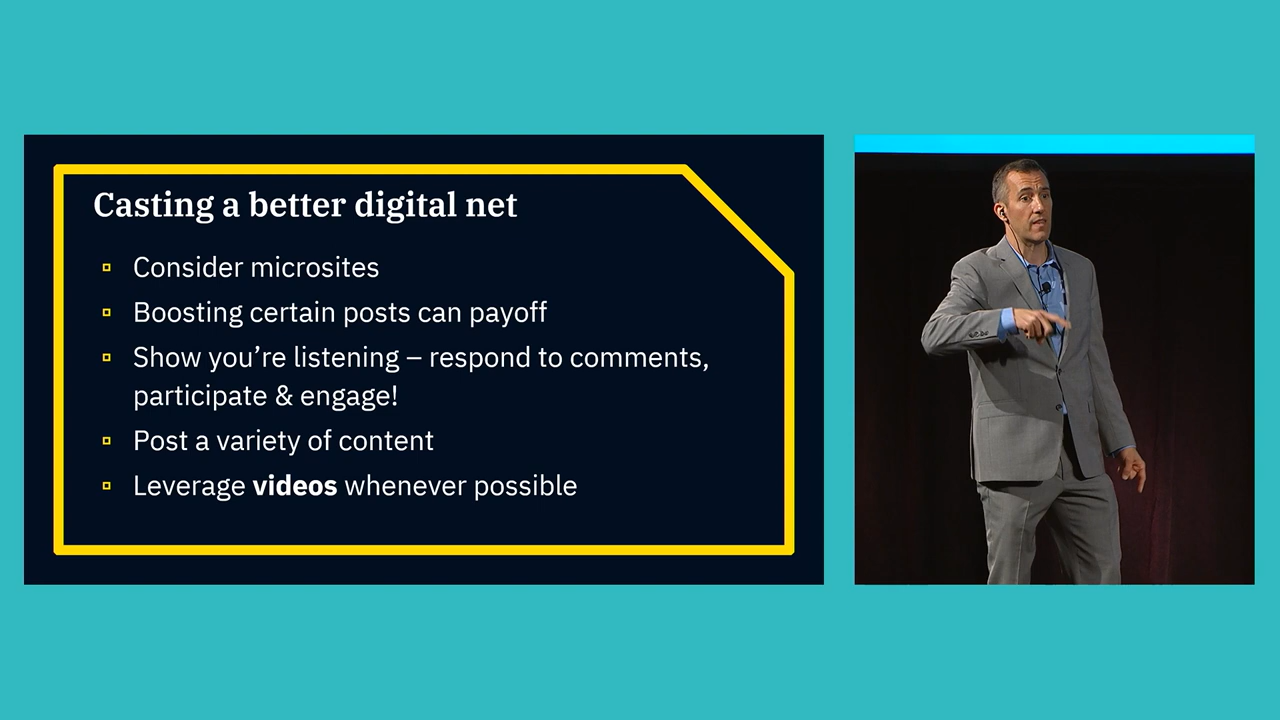 Casting a better digital net
Consider microsites
Boosting certain posts can payoff
Show you’re listening – respond to comments,
participate & engage!
Post a variety of content
Leverage videos whenever possible